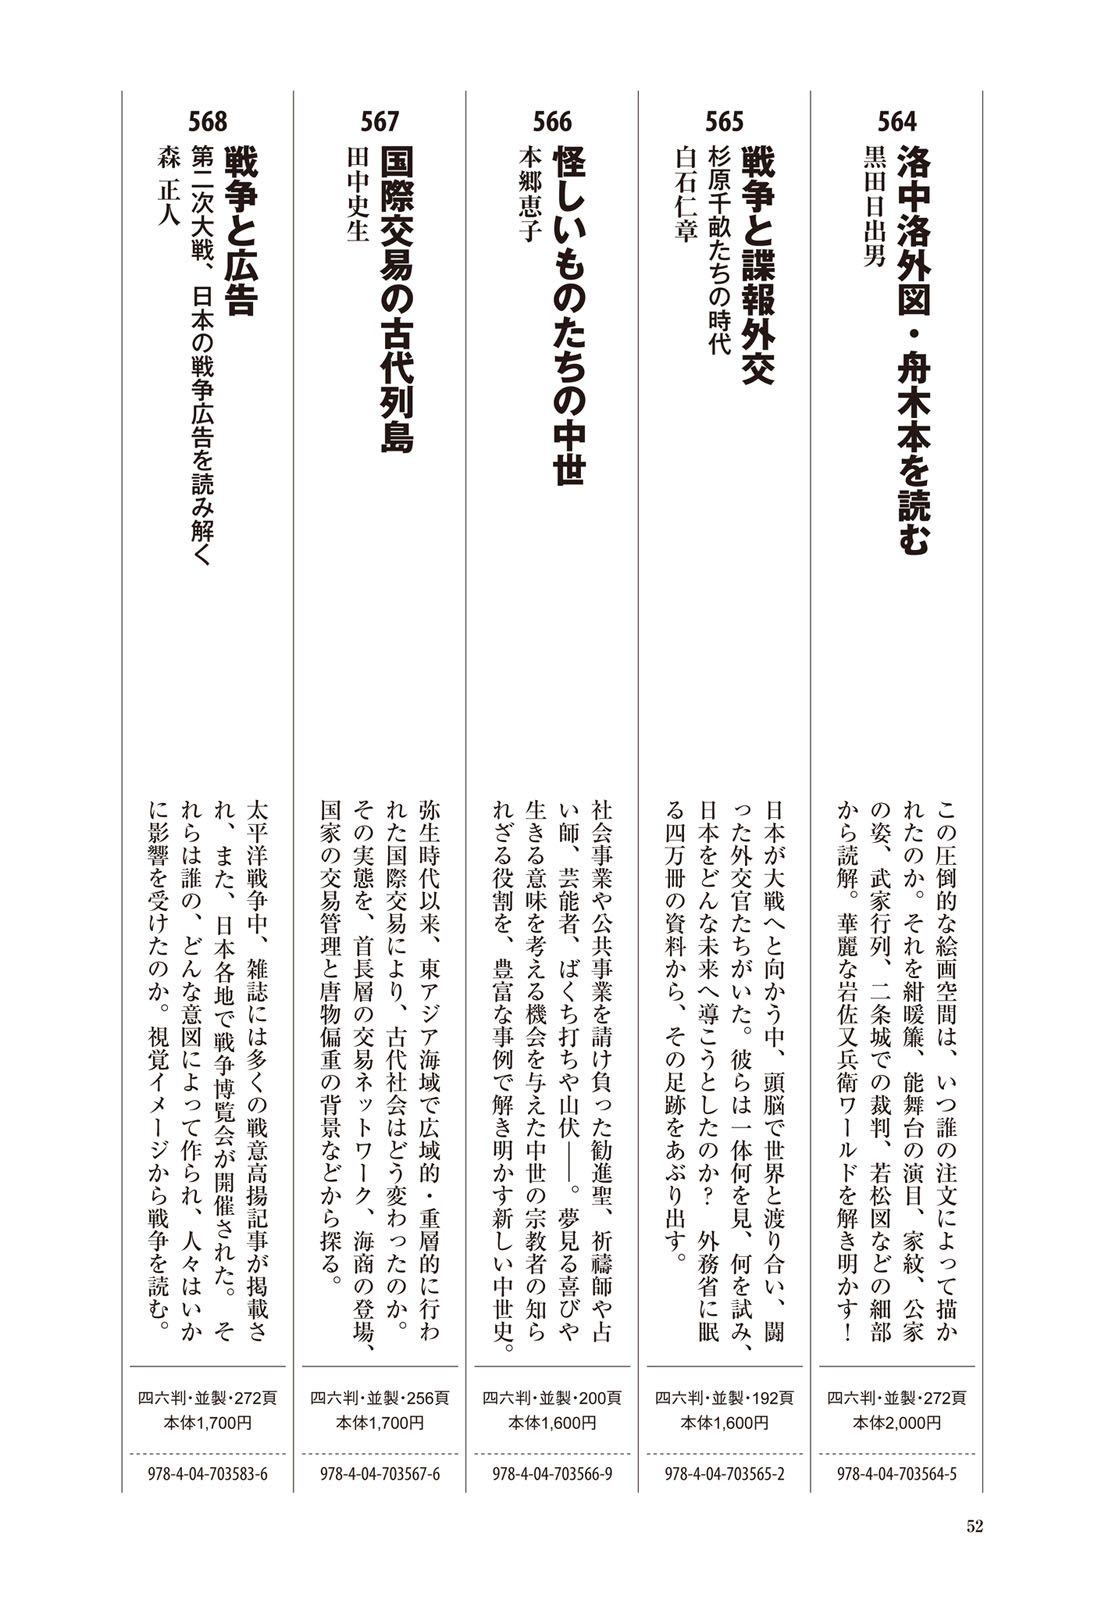 564
洛中洛外図・舟木本を読む
黒田日出男
この圧倒的な絵画空間は、いつ誰の注文によって描か
れたのか。それを紺暖簾、能舞台の演目、家紋、公家
の姿、武家行列、二条城での裁判、若松図などの細部
から読解。華麗な岩佐又兵衛ワールドを解き明かす！
四六判・並製・272頁
本体2,000円
978-4-04-703564-5
565
戦争と諜報外交
杉原千畝たちの時代
白石仁章
日本が大戦へと向かう中、頭脳で世界と渡り合い、闘
った外交官たちがいた。彼らは一体何を見、何を試み、
日本をどんな未来へ導こうとしたのか？　外務省に眠
る四万冊の資料から、その足跡をあぶり出す。
四六判・並製・192頁
本体1,600円
978-4-04-703565-2
566
怪しいものたちの中世
本郷恵子
社会事業や公共事業を請け負った勧進聖、祈禱師や占
い師、芸能者、ばくち打ちや山伏――。夢見る喜びや
生きる意味を考える機会を与えた中世の宗教者の知ら
れざる役割を、豊富な事例で解き明かす新しい中世史。
四六判・並製・200頁
本体1,600円
978-4-04-703566-9
567
国際交易の古代列島
田中史生
弥生時代以来、東アジア海域で広域的・重層的に行わ
れた国際交易により、古代社会はどう変わったのか。
その実態を、首長層の交易ネットワーク、海商の登場、
国家の交易管理と唐物偏重の背景などから探る。
四六判・並製・256頁
本体1,700円
978-4-04-703567-6
568
戦争と広告
第二次大戦、日本の戦争広告を読み解く
森 正人
太平洋戦争中、雑誌には多くの戦意高揚記事が掲載さ
れ、また、日本各地で戦争博覧会が開催された。　そ
れらは誰の、どんな意図によって作られ、人々はいか
に影響を受けたのか。視覚イメージから戦争を読む。
四六判・並製・272頁
本体1,700円
978-4-04-703583-6
52